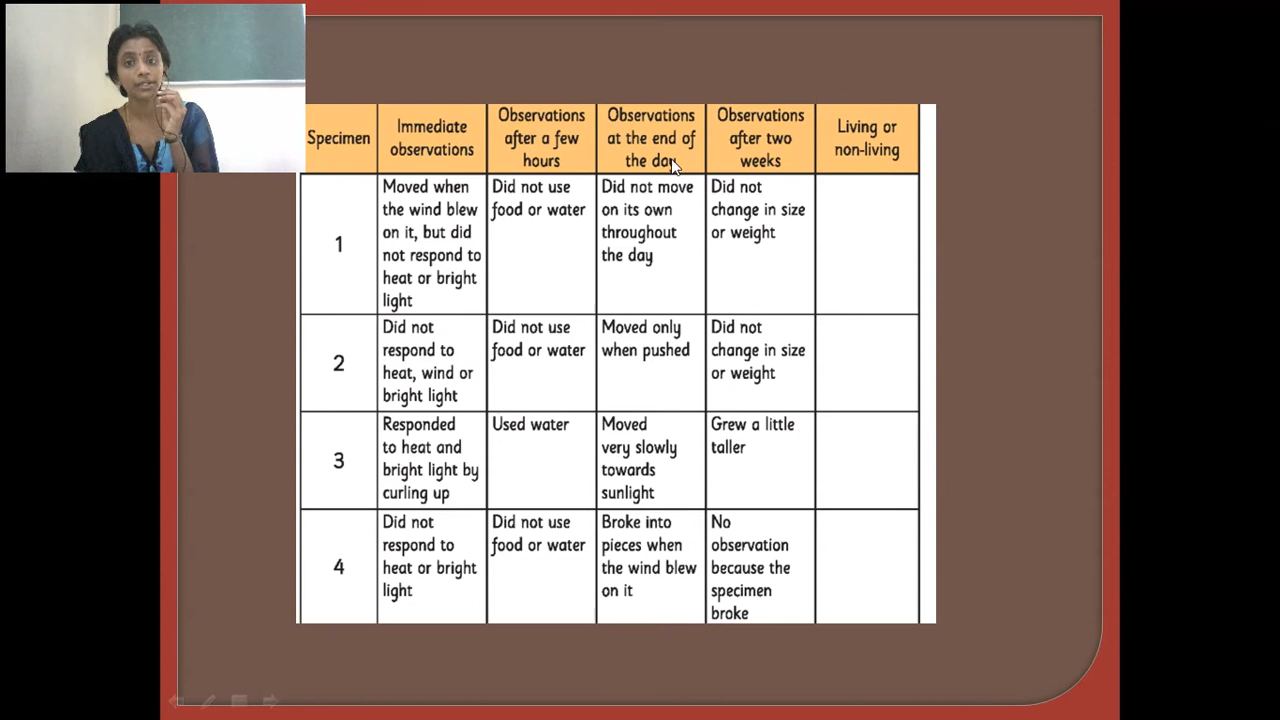 Specimen
Immediate
observations
Observations
after a few
hours
Observations
at the end of
the day
Observations
after two
weeks
Living or
non-living
1
Moved when
the wind blew
on it, but did
not respond to
heat or bright
light
Did not use
food or water
Did not move
on its own
throughout
the day
Did not
change in size
or weight
2
Did not
respond to
heat, wind or
bright light
Did not use
food or water
Moved only
when pushed
Did not
change in size
or weight
3
Responded
to heat and
bright light by
curling up
Used water
Moved
very slowly
towards
sunlight
Grew a little
taller
4
Did not
respond to
heat or bright
light
Did not use
food or water
Broke into
pieces when
the wind blew
on it
No
observation
because the
specimen
broke